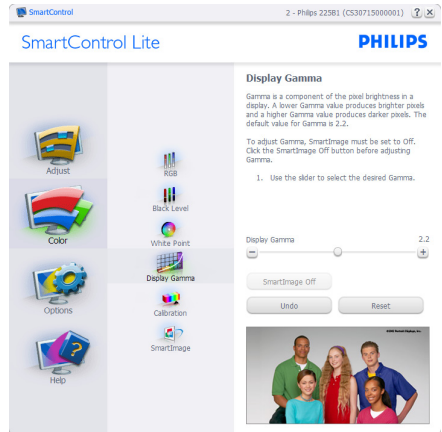 SmartControl
2 - Philips 225B1 (CS30715000001)
? X
SmartControl Lite
PHILIPS
Adjust
Color
Options
Help
RGB
Black Level
White Point
Display Gamma
Calibration
SmartImage
Display Gamma
Gamma is a component of the pixel brightness in a
display. A lower Gamma value produces brighter pixels
and a higher Gamma value produces darker pixels. The
default value for Gamma is 2.2.
To adjust Gamma, SmartImage must be set to Off.
Click the SmartImage Off button before adjusting
Gamma.
1. Use the slider to select the desired Gamma.
Display Gamma 2.2
SmartImage Off
Undo Reset